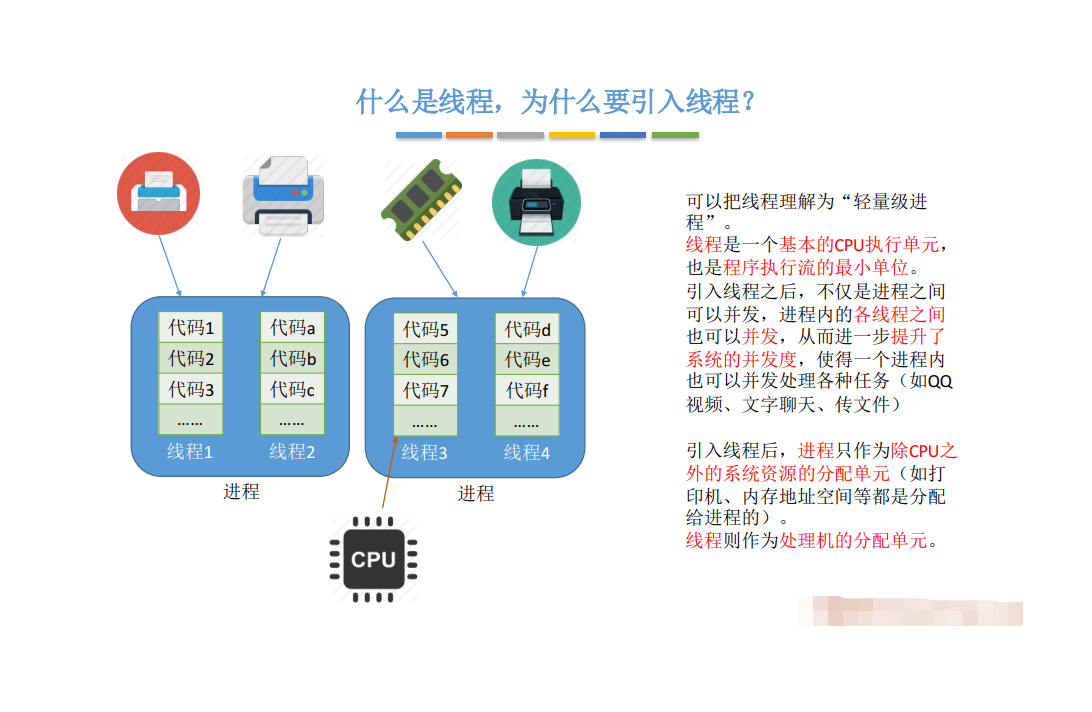 什么是线程，为什么要引入线程？
代码1
代码2
代码3
……
线程1
代码a
代码b
代码c
……
线程2
进程
代码5
代码6
代码7
……
线程3
代码d
代码e
代码f
……
线程4
进程
CPU
可以把线程理解为“轻量级进
程”。
线程是一个基本的CPU执行单元，
也是程序执行流的最小单位。
引入线程之后，不仅是进程之间
可以并发，进程内的各线程之间
也可以并发，从而进一步提升了
系统的并发度，使得一个进程内
也可以并发处理各种任务（如QQ
视频、文字聊天、传文件）
引入线程后，进程只作为除CPU之
外的系统资源的分配单元（如打
印机、内存地址空间等都是分配
给进程的）。
线程则作为处理机的分配单元。